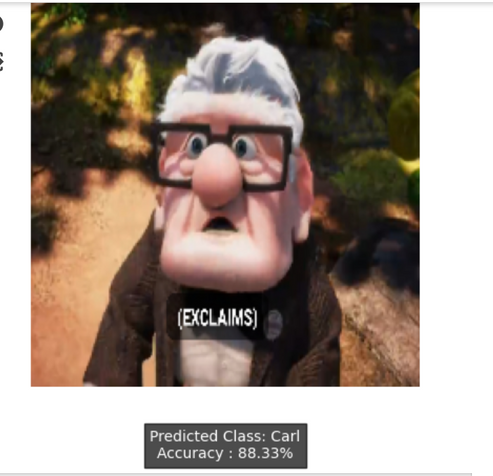 (EXCLAIMS)
Predicted Class: Carl
Accuracy : 88.33%